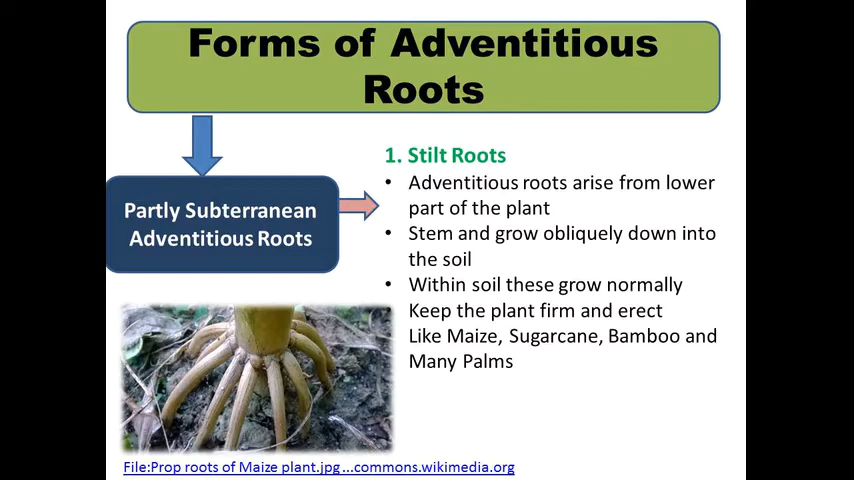 Forms of Adventitious
Roots
Partly Subterranean
Adventitious Roots
1. Stilt Roots
• Adventitious roots arise from lower
part of the plant
• Stem and grow obliquely down into
the soil
• Within soil these grow normally
Keep the plant firm and erect
Like Maize, Sugarcane, Bamboo and
Many Palms
File:Prop roots of Maize plant.jpg ...commons.wikimedia.org